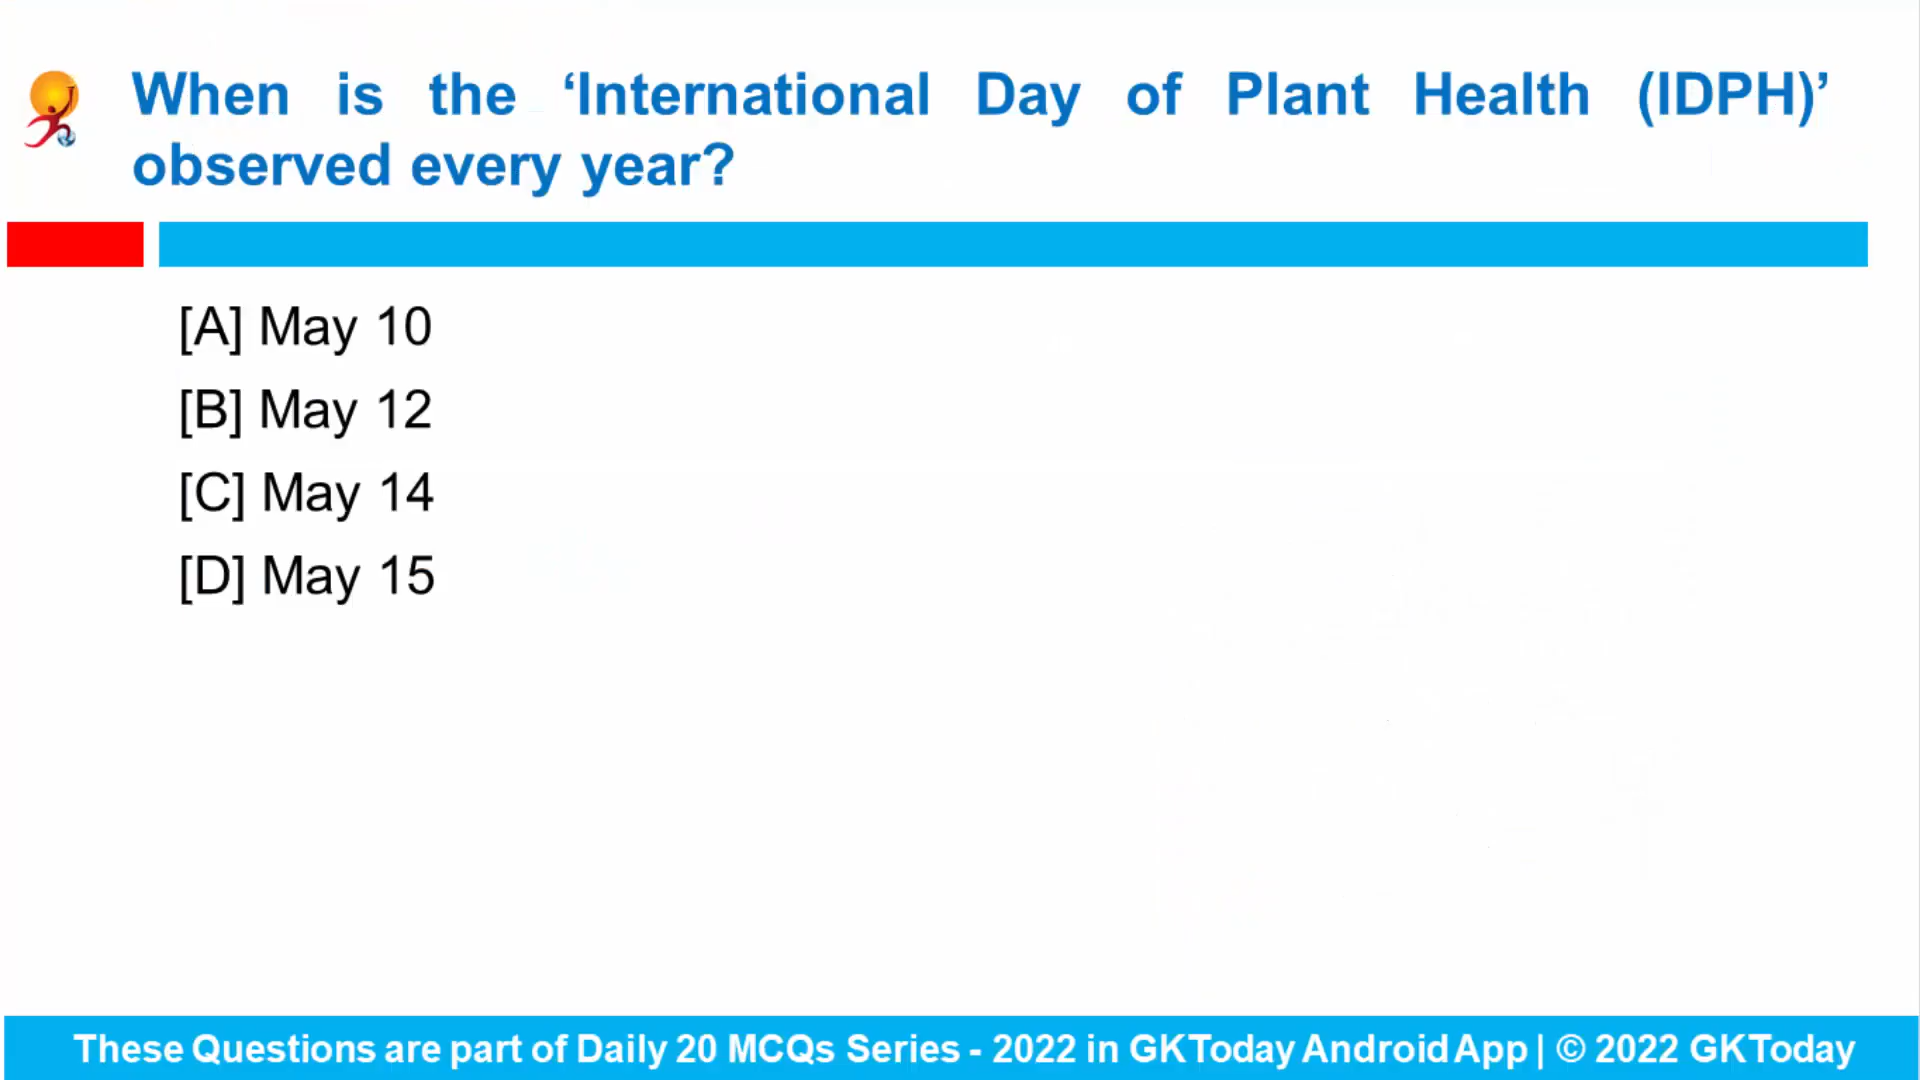 When is the ‘International Day of Plant Health (IDPH)’
observed every year?
[A] May 10
[B] May 12
[C] May 14
[D] May 15
These Questions are part of Daily 20 MCQs Series - 2022 in GKToday Android App | © 2022 GKToday